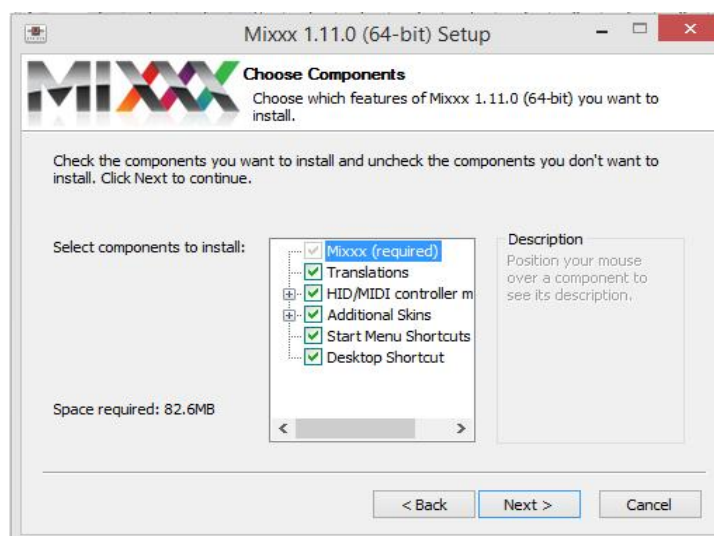 Mixxx 1.11.0 (64-bit) Setup
MIXXX
Choose Components
Choose which features of Mixxx 1.11.0 (64-bit) you want to
install.
Check the components you want to install and uncheck the components you don't want to
install. Click Next to continue.
Select components to install:
Mixxx (required)
Translations
HID/MIDI controller m
Additional Skins
Start Menu Shortcuts
Desktop Shortcut
Description
Position your mouse
over a component to
see its description.
Space required: 82.6MB
< Back
Next >
Cancel